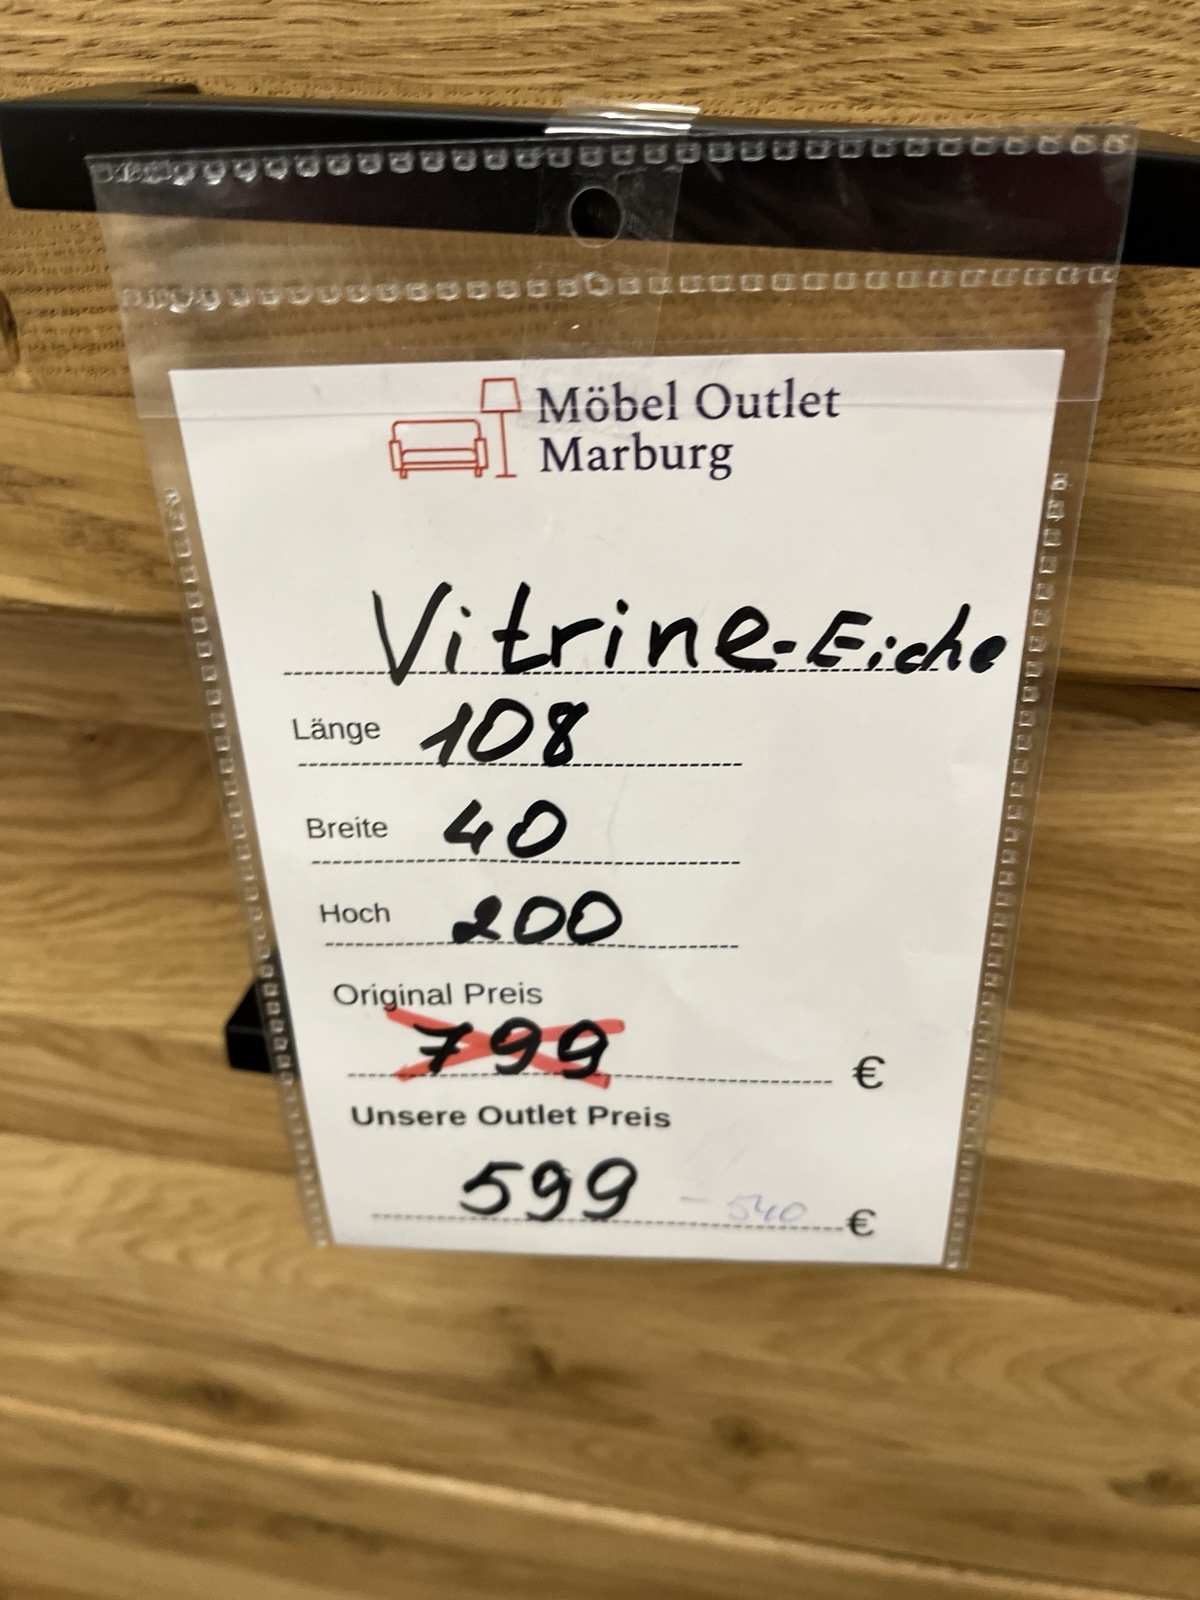 Möbel Outlet
Marburg
Vitrine-Eiche
Länge 108
Breite 40
Hoch 200
Original Preis
799 €
Unsere Outlet Preis
599 - 540 €